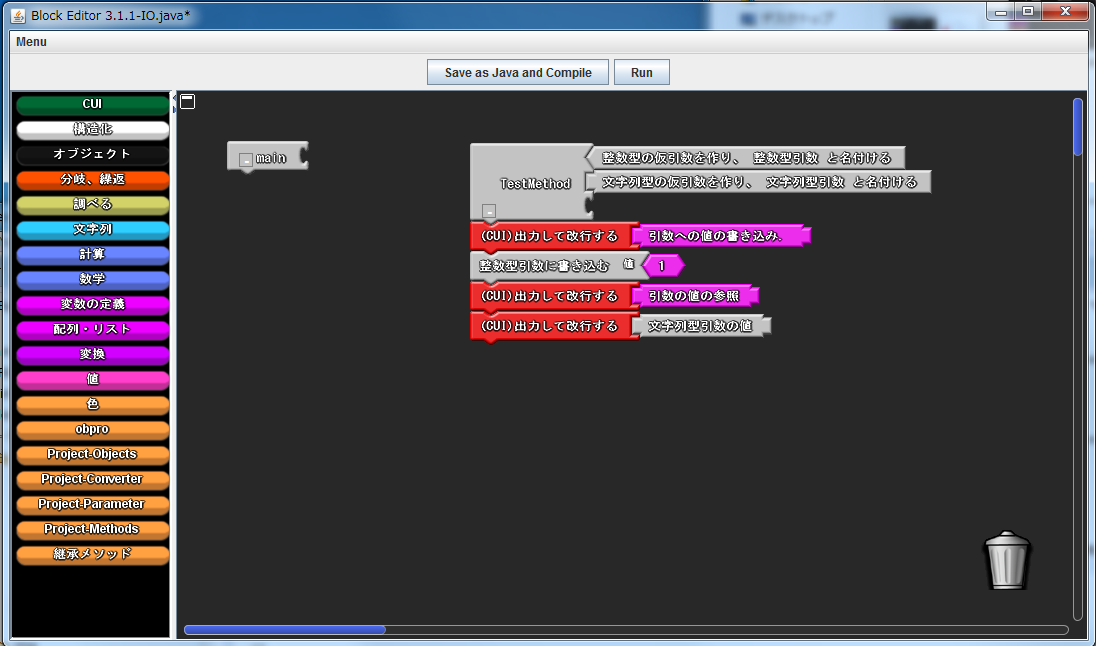 Block Editor 3.1.1-IO.java*
Menu
Save as Java and Compile
Run
CUI
構造化
オブジェクト
分岐、繰返
調べる
文字列
計算
数学
変数の定義
配列・リスト
変換
値
色
obpro
Project-Objects
Project-Converter
Project-Parameter
Project-Methods
継承メソッド
main
TestMethod
整数型の仮引数を作り、 整数型引数 と名付ける
文字列型の仮引数を作り、 文字列型引数 と名付ける
(CUI)出力して改行する 引数への値の書き込み.
整数型引数に書き込む 値 1
(CUI)出力して改行する 引数の値の参照
(CUI)出力して改行する 文字列型引数の値